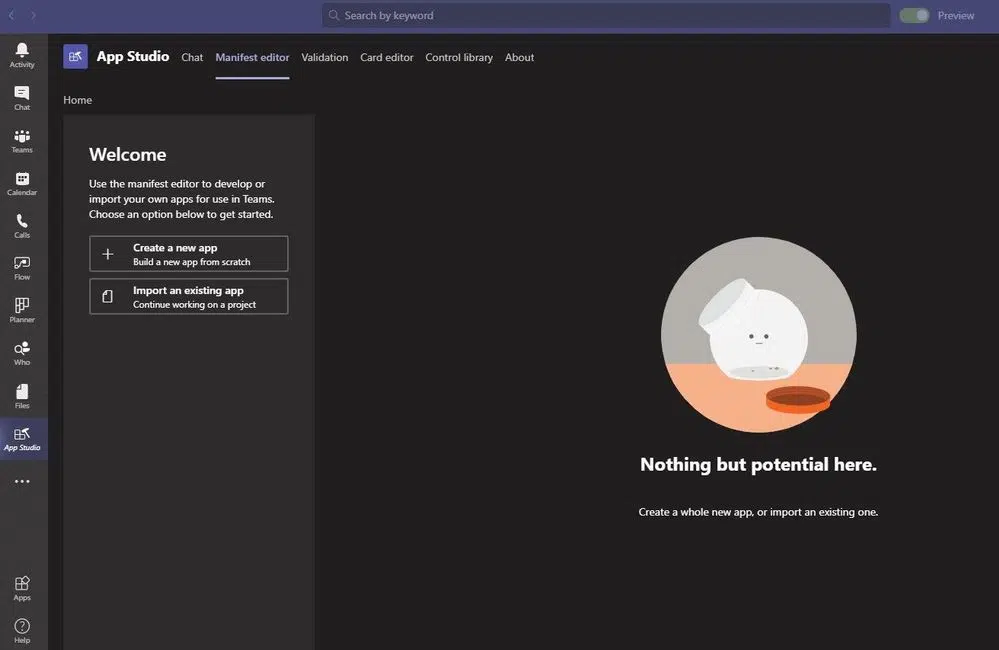 Search by keyword
Preview
Activity
Chat
Teams
Calendar
Calls
Flow
Planner
Who
Files
App Studio
Apps
Help
App Studio Chat Manifest editor Validation Card editor Control library About
Home
Welcome
Use the manifest editor to develop or
import your own apps for use in Teams.
Choose an option below to get started.
Create a new app
Build a new app from scratch
Import an existing app
Continue working on a project
Nothing but potential here.
Create a whole new app, or import an existing one.